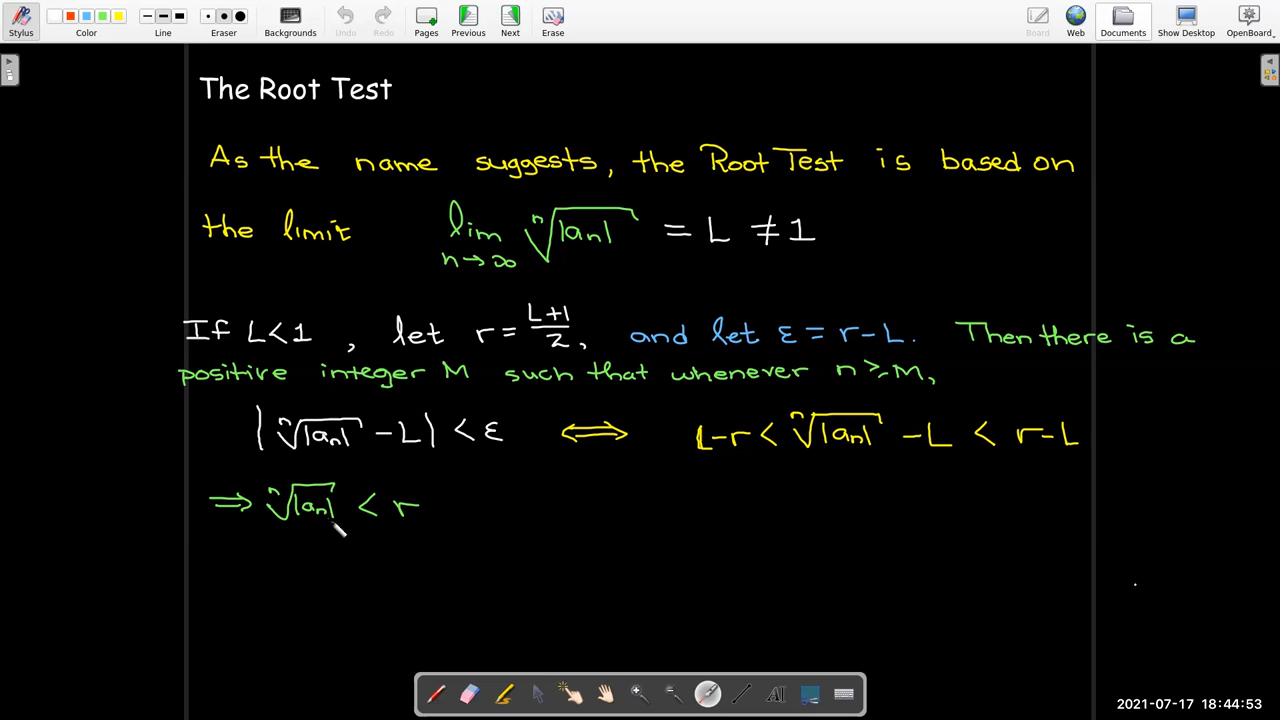 Stylus Color Line Eraser Backgrounds Undo Redo Pages Previous Next Erase Board Web Documents Show Desktop OpenBoard
The Root Test
As the name suggests, the Root Test is based on
the limit lim n→∞ ⁿ√|an| = L ≠ 1
If L < 1, let r = (L+1)/2, and let ε = r-L. Then there is a
positive integer M such that whenever n ≥ M,
|ⁿ√|an| - L| < ε ⟺ L-r < ⁿ√|an| - L < r-L
⟹ ⁿ√|an| < r
2021-07-17 18:44:53